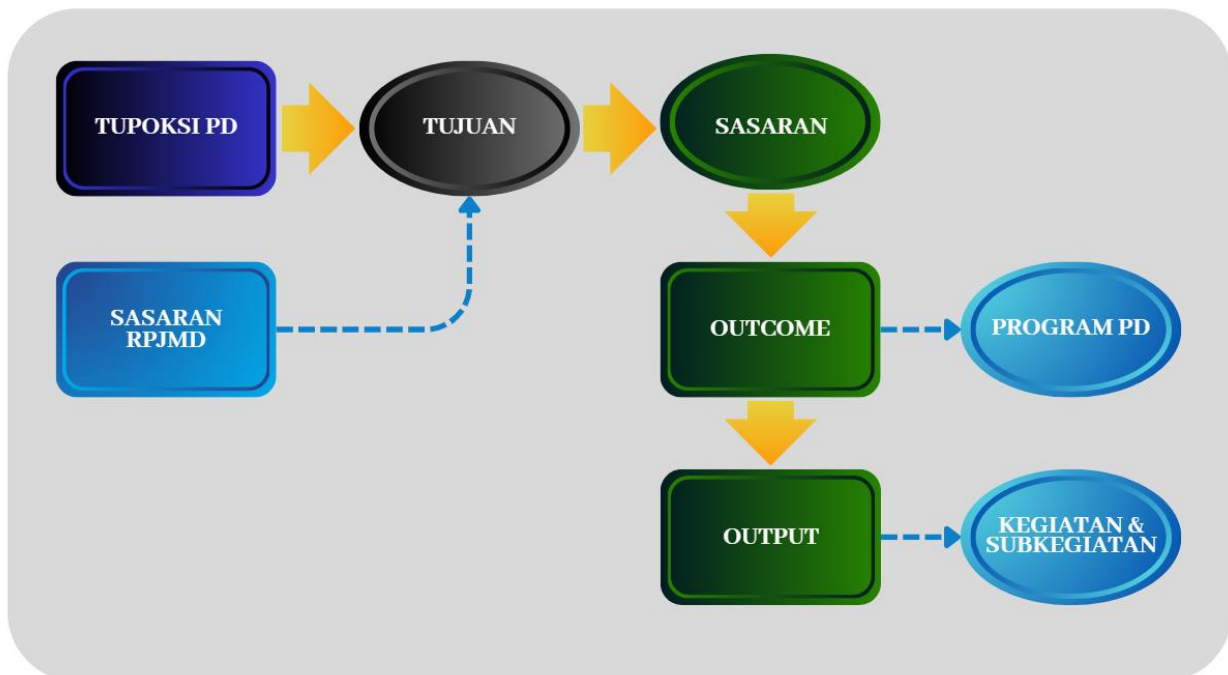 TUPOKSI PD
TUJUAN
SASARAN
SASARAN
RPJMD
OUTCOME
PROGRAM PD
OUTPUT
KEGIATAN &
SUBKEGIATAN